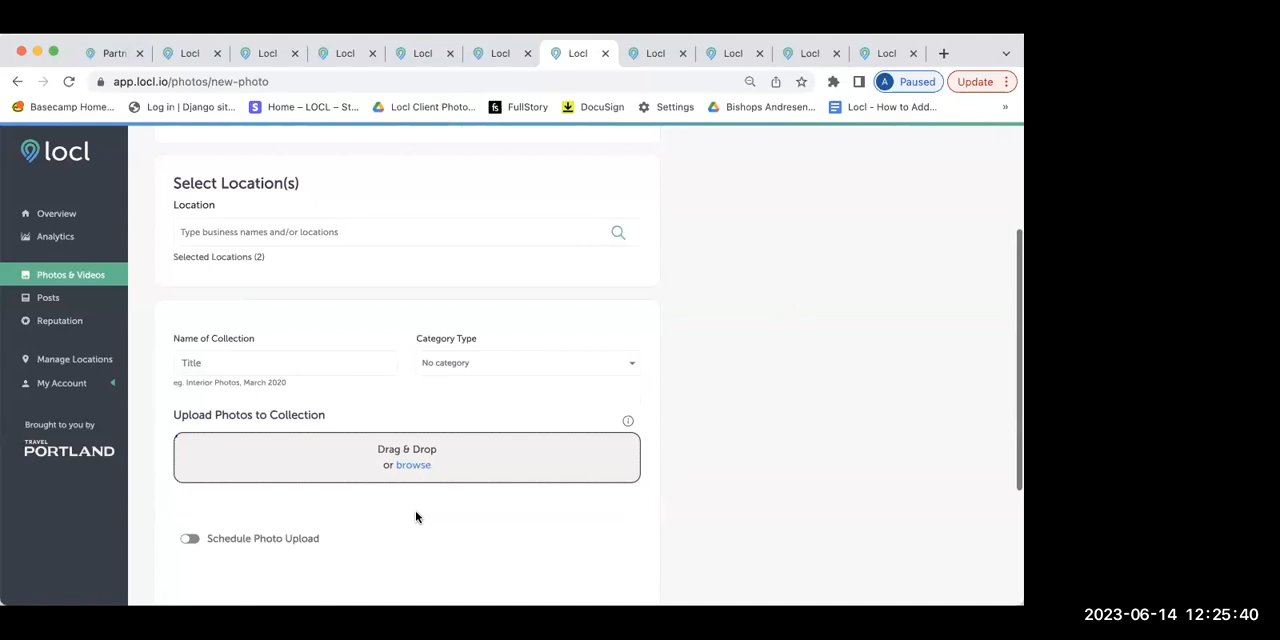 Partn
Locl
Locl
Locl
Locl
Locl
Locl
Locl
Locl
Locl
Locl
app.locl.io/photos/new-photo
A Paused
Update
Basecamp Home...
Log in | Django sit...
S Home – LOCL – St...
Locl Client Photo...
fs FullStory
DocuSign
Settings
Bishops Andresen...
Locl - How to Add...
»
locl
Overview
Analytics
Photos & Videos
Posts
Reputation
Manage Locations
My Account
Brought to you by
TRAVEL
PORTLAND
Select Location(s)
Location
Type business names and/or locations
Selected Locations (2)
Name of Collection
Category Type
Title
No category
eg. Interior Photos, March 2020
Upload Photos to Collection
Drag & Drop
or browse
Schedule Photo Upload
2023-06-14 12:25:40